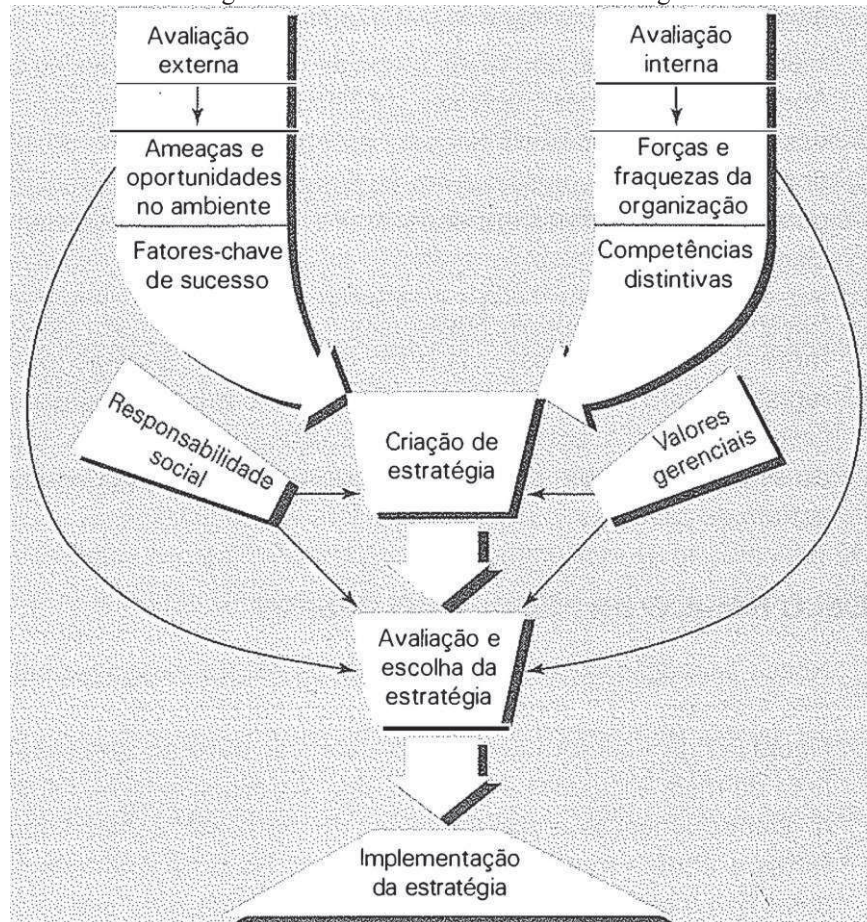 Avaliação
externa
Avaliação
interna
Ameaças e
oportunidades
no ambiente
Forças e
fraquezas da
organização
Fatores-chave
de sucesso
Competências
distintivas
Responsabilidade
social
Criação de
estratégia
Valores
gerenciais
Avaliação e
escolha da
estratégia
Implementação
da estratégia